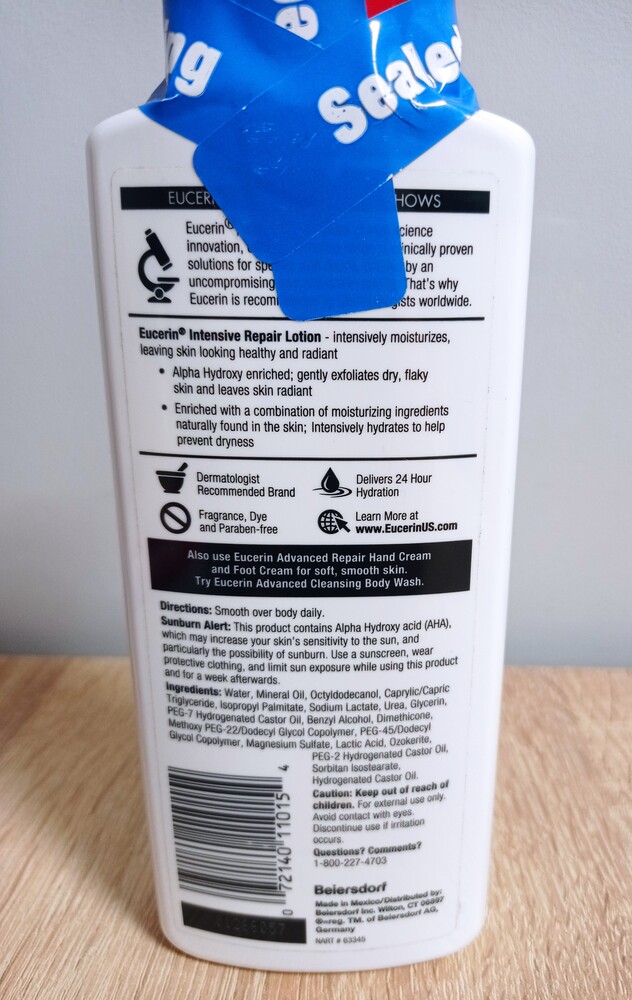 ng
Sealed
EUCER HOWS
Eucerin® science
innovation, inically proven
solutions for spe by an
uncompromising That's why
Eucerin is recom gists worldwide.
Eucerin® Intensive Repair Lotion - intensively moisturizes,
leaving skin looking healthy and radiant
• Alpha Hydroxy enriched; gently exfoliates dry, flaky
skin and leaves skin radiant
• Enriched with a combination of moisturizing ingredients
naturally found in the skin; Intensively hydrates to help
prevent dryness
Dermatologist
Recommended Brand
Delivers 24 Hour
Hydration
Fragrance, Dye
and Paraben-free
Learn More at
www.EucerinUS.com
Also use Eucerin Advanced Repair Hand Cream
and Foot Cream for soft, smooth skin.
Try Eucerin Advanced Cleansing Body Wash.
Directions: Smooth over body daily.
Sunburn Alert: This product contains Alpha Hydroxy acid (AHA),
which may increase your skin's sensitivity to the sun, and
particularly the possibility of sunburn. Use a sunscreen, wear
protective clothing, and limit sun exposure while using this product
and for a week afterwards.
Ingredients: Water, Mineral Oil, Octyldodecanol, Caprylic/Capric
Triglyceride, Isopropyl Palmitate, Sodium Lactate, Urea, Glycerin,
PEG-7 Hydrogenated Castor Oil, Benzyl Alcohol, Dimethicone,
Methoxy PEG-22/Dodecyl Glycol Copolymer, PEG-45/Dodecyl
Glycol Copolymer, Magnesium Sulfate, Lactic Acid, Ozokerite,
PEG-2 Hydrogenated Castor Oil,
Sorbitan Isostearate,
Hydrogenated Castor Oil.
Caution: Keep out of reach of
children. For external use only.
Avoid contact with eyes.
Discontinue use if irritation
occurs.
Questions? Comments?
1-800-227-4703
0 72140 11015 4
Beiersdorf
Made in Mexico/Distributed by:
Beiersdorf Inc. Wilton, CT 06897
®=reg. TM. of Beiersdorf AG,
Germany
NART # 63345